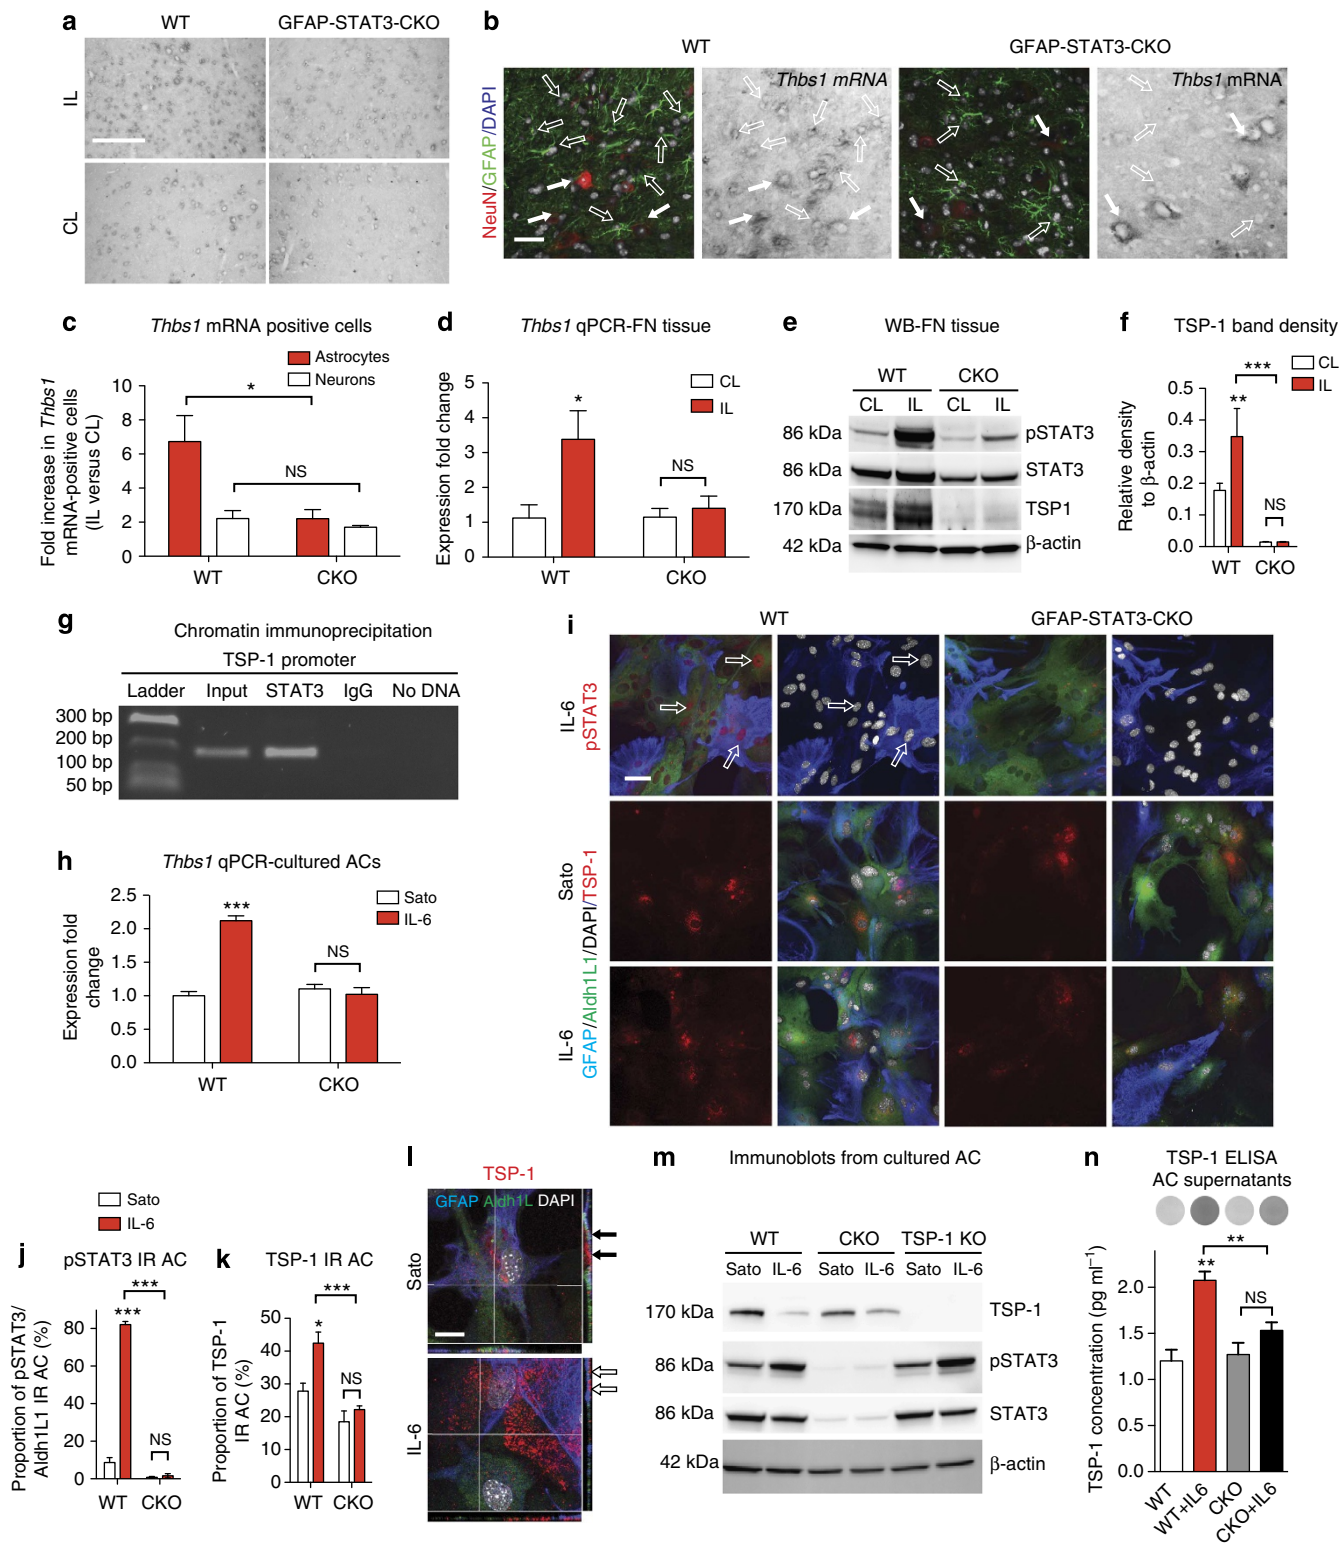 a
WT
GFAP-STAT3-CKO
IL
CL
b
WT
GFAP-STAT3-CKO
NeuN/GFAP/DAPI
Thbs1 mRNA
Thbs1 mRNA
c
Thbs1 mRNA positive cells
Astrocytes
Neurons
Fold increase in Thbs1
mRNA-positive cells
(IL versus CL)
10
8
6
4
2
0
*
NS
WT
CKO
d
Thbs1 qPCR-FN tissue
CL
IL
Expression fold change
5
4
3
2
1
0
*
NS
WT
CKO
e
WB-FN tissue
WT
CKO
CL
IL
CL
IL
86 kDa
pSTAT3
86 kDa
STAT3
170 kDa
TSP1
42 kDa
β-actin
f
TSP-1 band density
CL
IL
Relative density
to β-actin
0.5
0.4
0.3
0.2
0.1
0.0
***
**
NS
WT
CKO
g
Chromatin immunoprecipitation
TSP-1 promoter
Ladder
Input
STAT3
IgG
No DNA
300 bp
200 bp
100 bp
50 bp
h
Thbs1 qPCR-cultured ACs
Sato
IL-6
Expression fold
change
2.5
2.0
1.5
1.0
0.5
0.0
***
NS
WT
CKO
i
WT
GFAP-STAT3-CKO
IL-6
pSTAT3
Sato
IL-6
GFAP/Aldh1L1/DAPI/TSP-1
Sato
IL-6
j
pSTAT3 IR AC
Proportion of pSTAT3/
Aldh1L1 IR AC (%)
80
60
40
20
0
***
***
NS
WT
CKO
k
TSP-1 IR AC
Proportion of TSP-1
IR AC (%)
50
40
30
20
10
0
***
*
NS
WT
CKO
l
TSP-1
GFAP Aldh1L DAPI
Sato
IL-6
m
Immunoblots from cultured AC
WT
CKO
TSP-1 KO
Sato
IL-6
Sato
IL-6
Sato
IL-6
170 kDa
TSP-1
86 kDa
pSTAT3
86 kDa
STAT3
42 kDa
β-actin
n
TSP-1 ELISA
AC supernatants
TSP-1 concentration (pg ml⁻¹)
2.0
1.5
1.0
0.5
0.0
**
**
NS
WT
WT+IL6
CKO
CKO+IL6